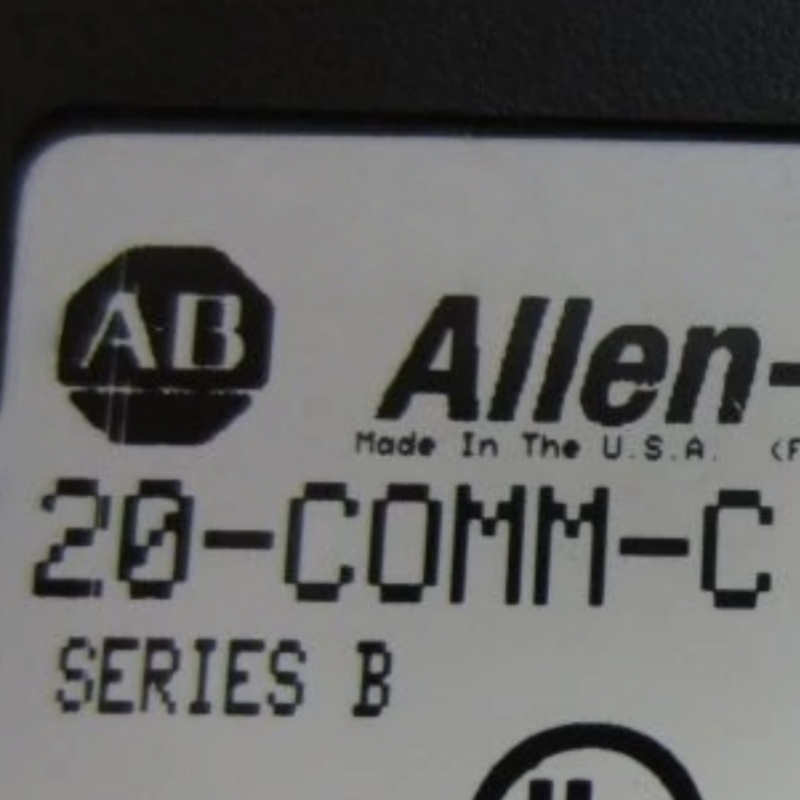 AB
Allen-
Made In The U.S.A. (F
20-COMM-C
SERIES B